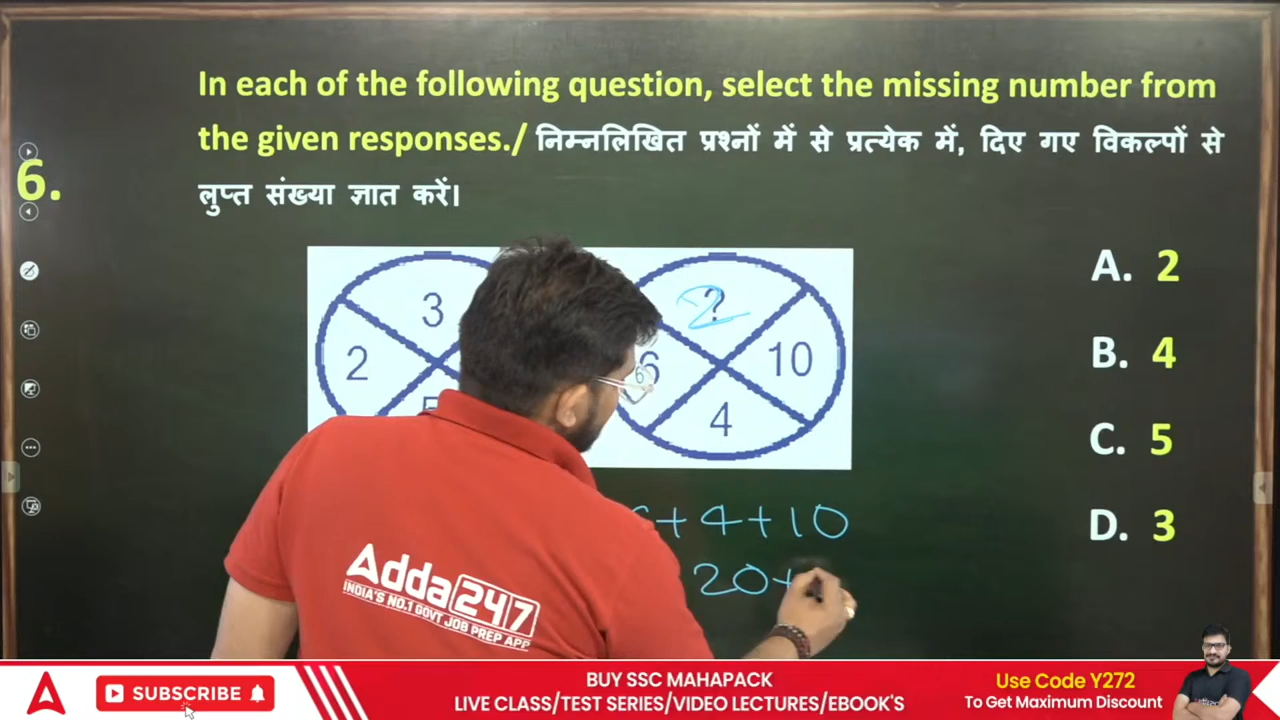 In each of the following question, select the missing number from
the given responses./ निम्नलिखित प्रश्नों में से प्रत्येक में, दिए गए विकल्पों से
6.
लुप्त संख्या ज्ञात करें।
3
2
?
2
6
6
10
4
A. 2
B. 4
C. 5
D. 3
+4+10
20+
Adda247
INDIA'S NO.1 GOVT JOB PREP APP
SUBSCRIBE
BUY SSC MAHAPACK
LIVE CLASS/TEST SERIES/VIDEO LECTURES/EBOOK'S
Use Code Y272
To Get Maximum Discount